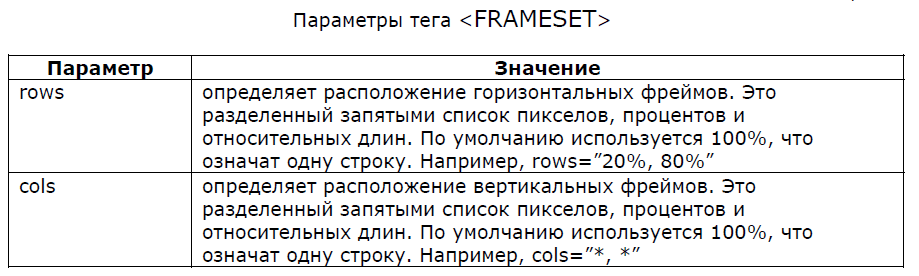 Параметры тега <FRAMESET>
Параметр Значение
rows определяет расположение горизонтальных фреймов. Это
разделенный запятыми список пикселов, процентов и
относительных длин. По умолчанию используется 100%, что
означат одну строку. Например, rows=”20%, 80%”
cols определяет расположение вертикальных фреймов. Это
разделенный запятыми список пикселов, процентов и
относительных длин. По умолчанию используется 100%, что
означат одну строку. Например, cols=”*, *”